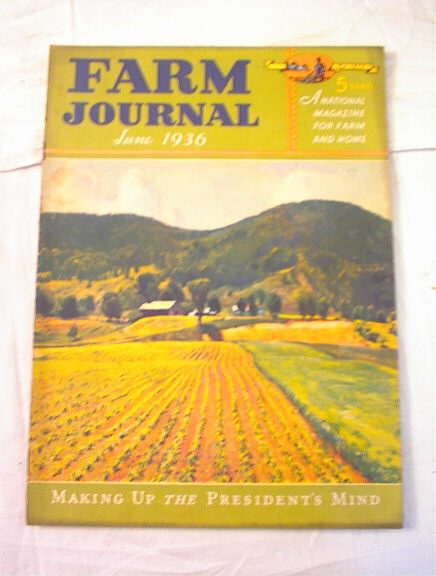 FARM
JOURNAL
June 1936
5 CENTS
A NATIONAL
MAGAZINE
FOR FARM
AND HOME
MAKING UP THE PRESIDENT'S MIND